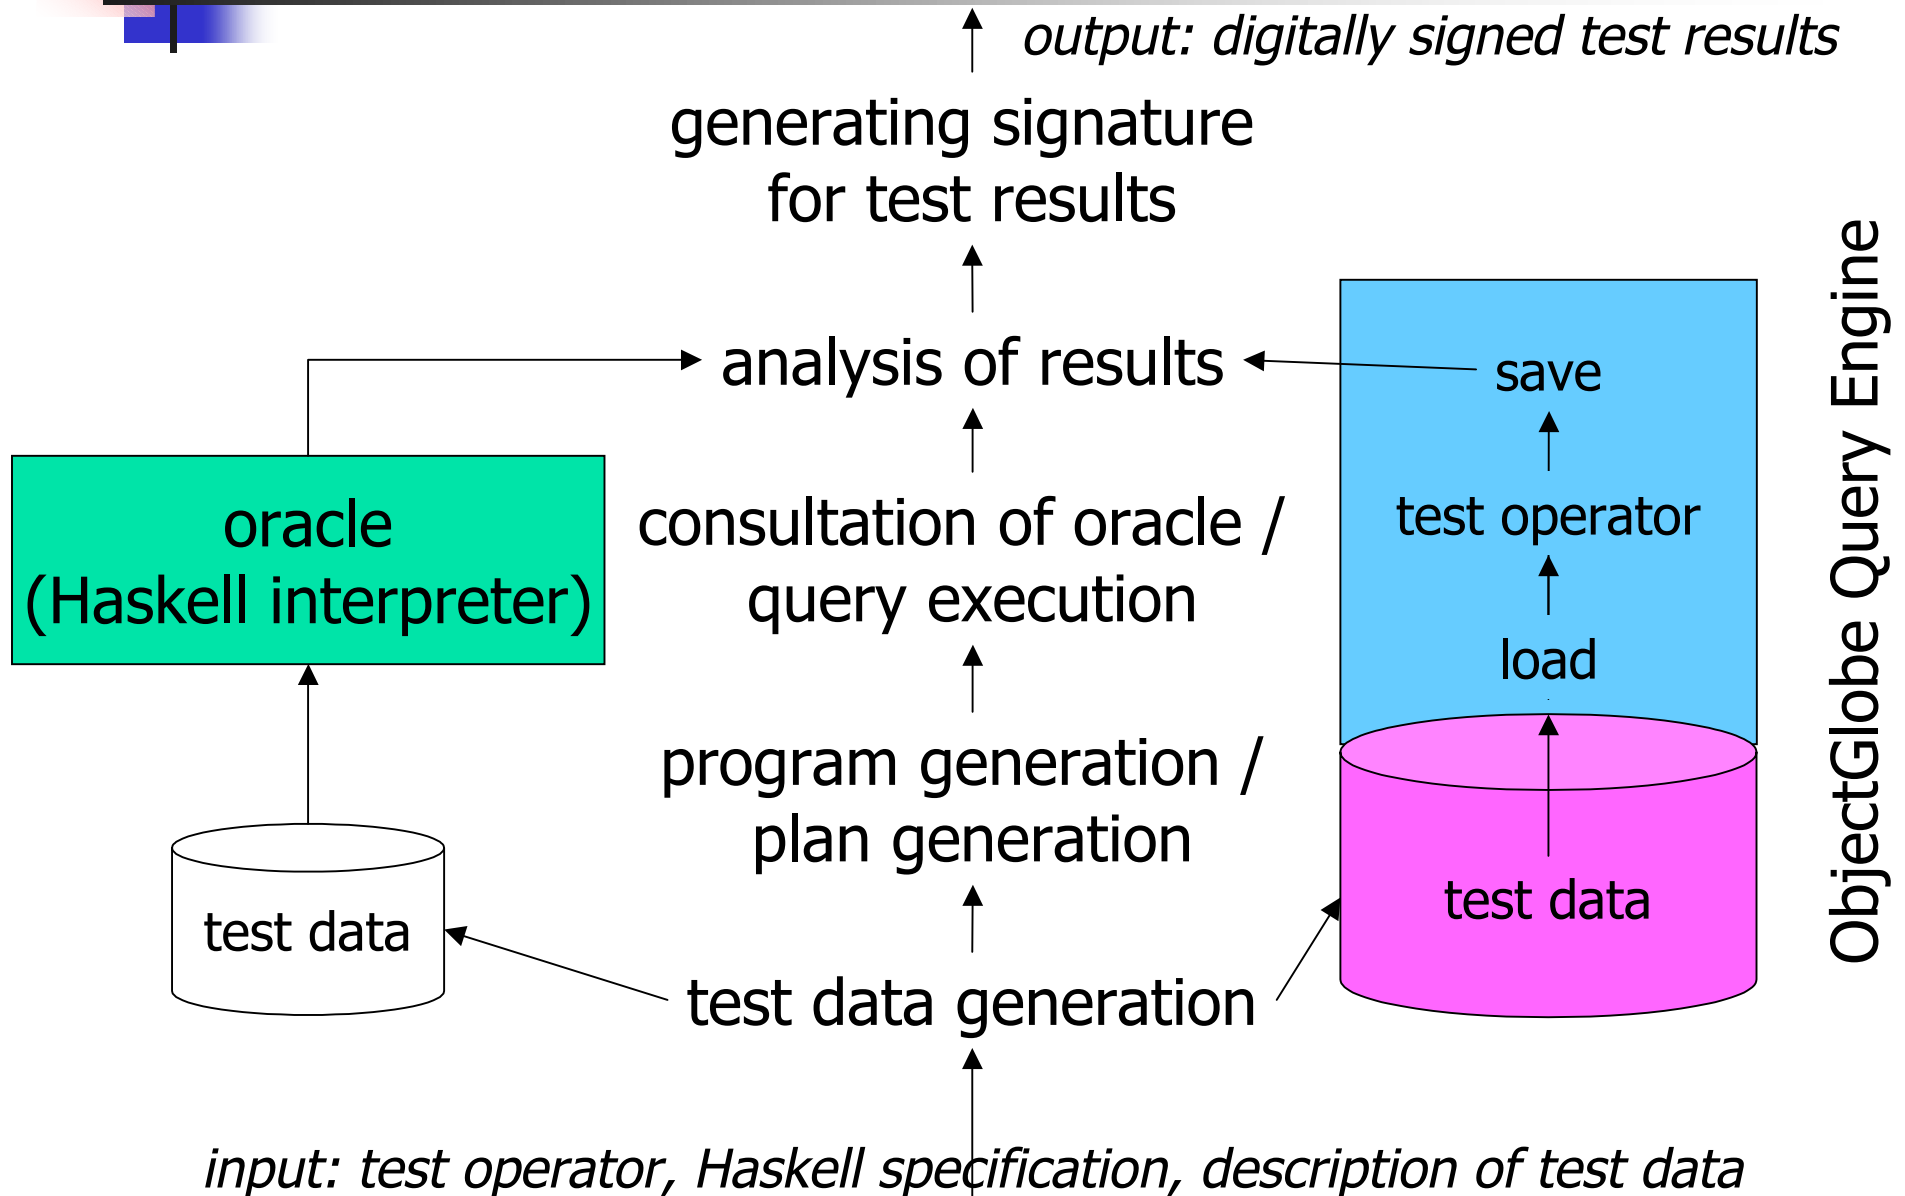 output: digitally signed test results
generating signature
for test results
analysis of results
save
oracle
(Haskell interpreter)
consultation of oracle /
query execution
test operator
load
program generation /
plan generation
test data
test data
test data generation
ObjectGlobe Query Engine
input: test operator, Haskell specification, description of test data